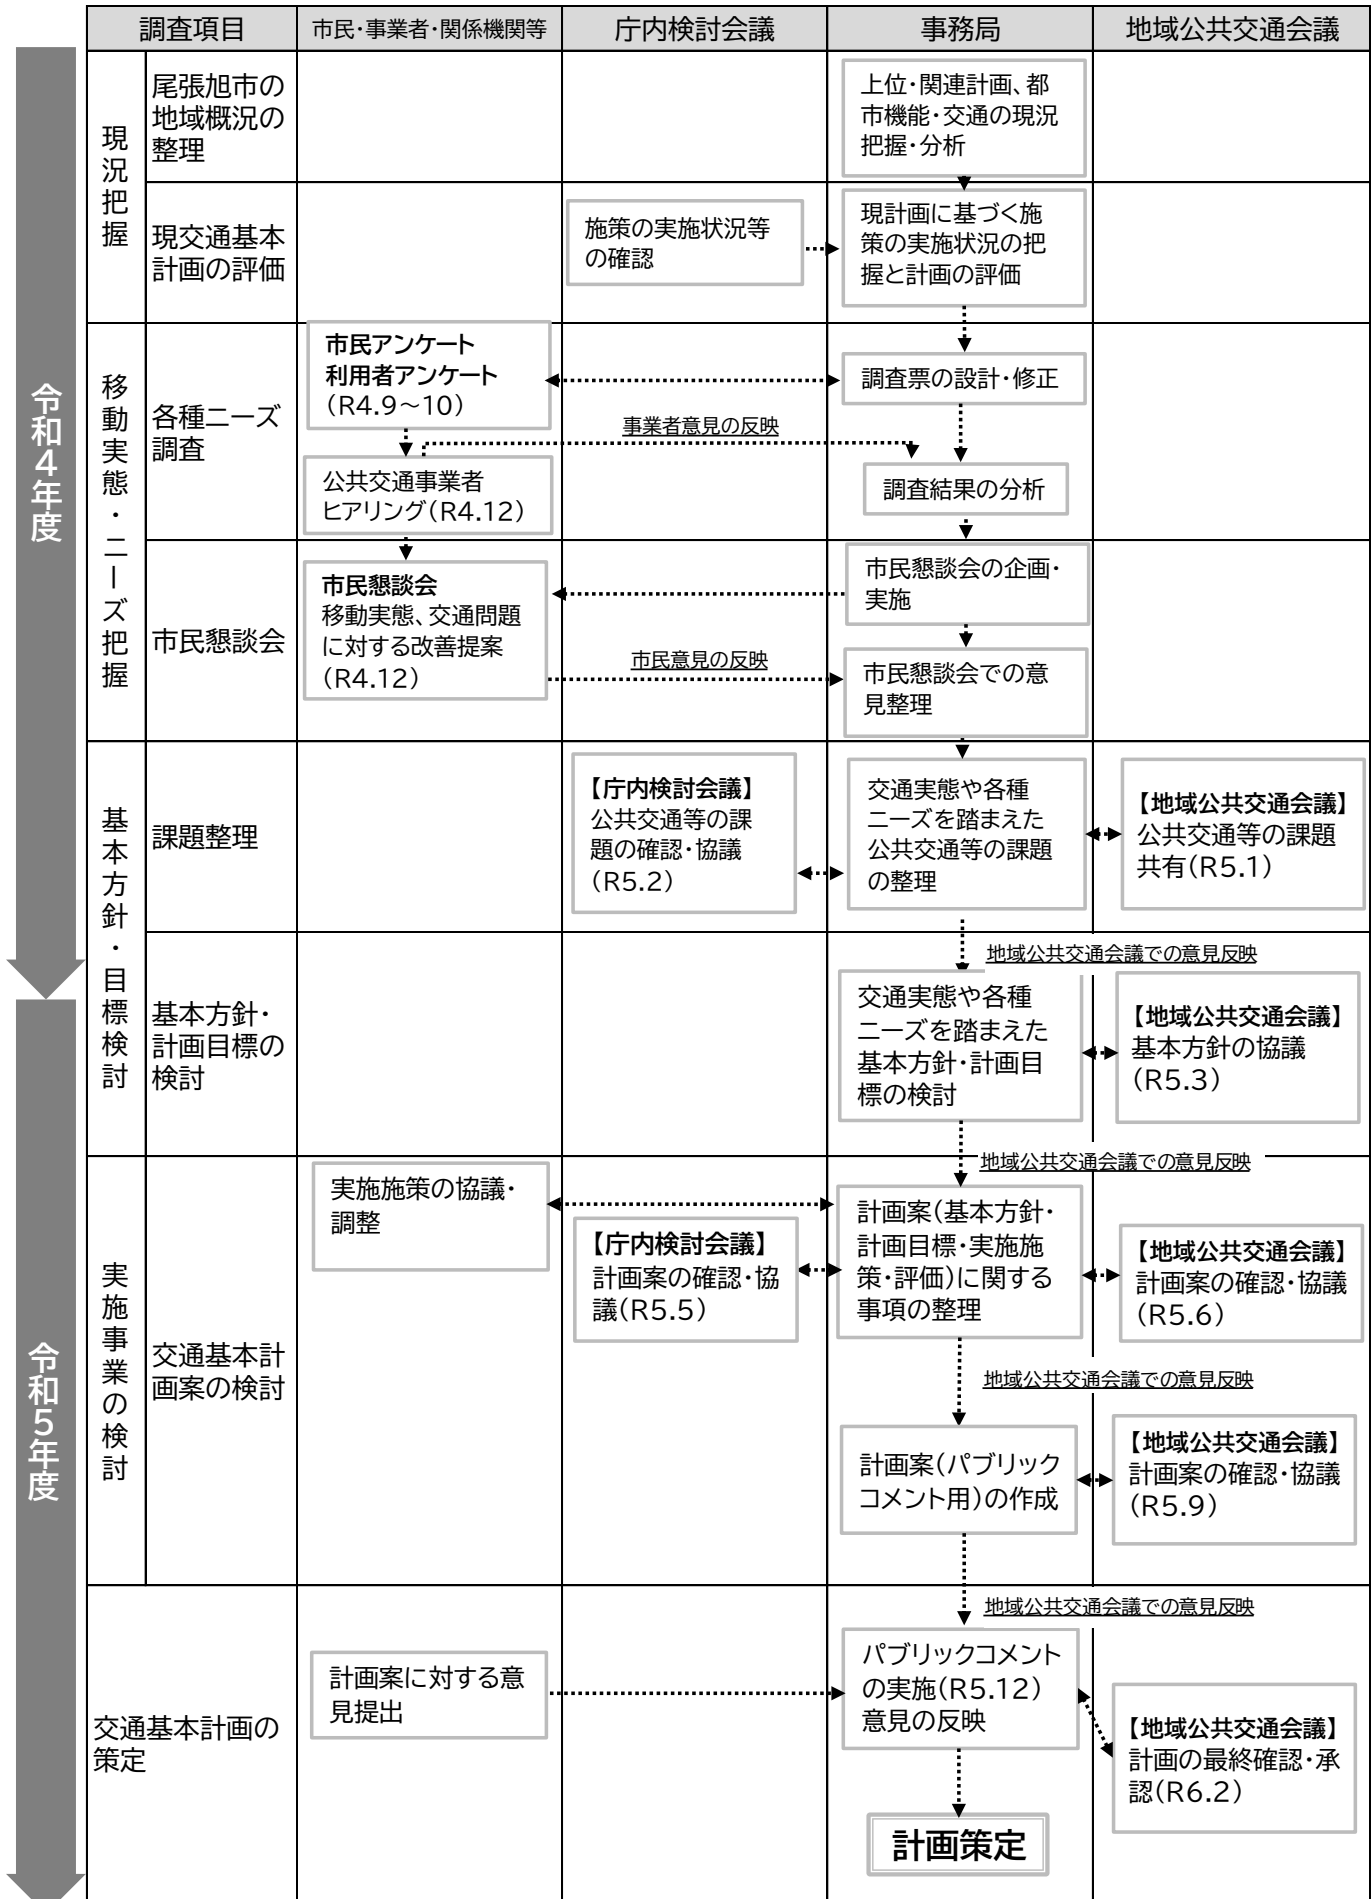 調査項目
市民・事業者・関係機関等
庁内検討会議
事務局
地域公共交通会議
令和4年度
現況把握
尾張旭市の
地域概況の
整理
上位・関連計画、都
市機能・交通の現況
把握・分析
現交通基本
計画の評価
施策の実施状況等
の確認
現計画に基づく施
策の実施状況の把
握と計画の評価
移動実態・ニーズ把握
各種ニーズ
調査
市民アンケート
利用者アンケート
(R4.9~10)
調査票の設計・修正
事業者意見の反映
公共交通事業者
ヒアリング(R4.12)
調査結果の分析
市民懇談会
市民懇談会
移動実態、交通問題
に対する改善提案
(R4.12)
市民懇談会の企画・
実施
市民意見の反映
市民懇談会での意
見整理
基本方針・目標検討
課題整理
【庁内検討会議】
公共交通等の課
題の確認・協議
(R5.2)
交通実態や各種
ニーズを踏まえた
公共交通等の課題
の整理
【地域公共交通会議】
公共交通等の課題
共有(R5.1)
地域公共交通会議での意見反映
令和5年度
基本方針・
計画目標の
検討
交通実態や各種
ニーズを踏まえた
基本方針・計画目
標の検討
【地域公共交通会議】
基本方針の協議
(R5.3)
地域公共交通会議での意見反映
実施事業の検討
交通基本計
画案の検討
実施施策の協議・
調整
【庁内検討会議】
計画案の確認・協
議(R5.5)
計画案(基本方針・
計画目標・実施施
策・評価)に関する
事項の整理
【地域公共交通会議】
計画案の確認・協議
(R5.6)
地域公共交通会議での意見反映
計画案(パブリック
コメント用)の作成
【地域公共交通会議】
計画案の確認・協議
(R5.9)
地域公共交通会議での意見反映
交通基本計画の
策定
計画案に対する意
見提出
パブリックコメント
の実施(R5.12)
意見の反映
【地域公共交通会議】
計画の最終確認・承
認(R6.2)
計画策定